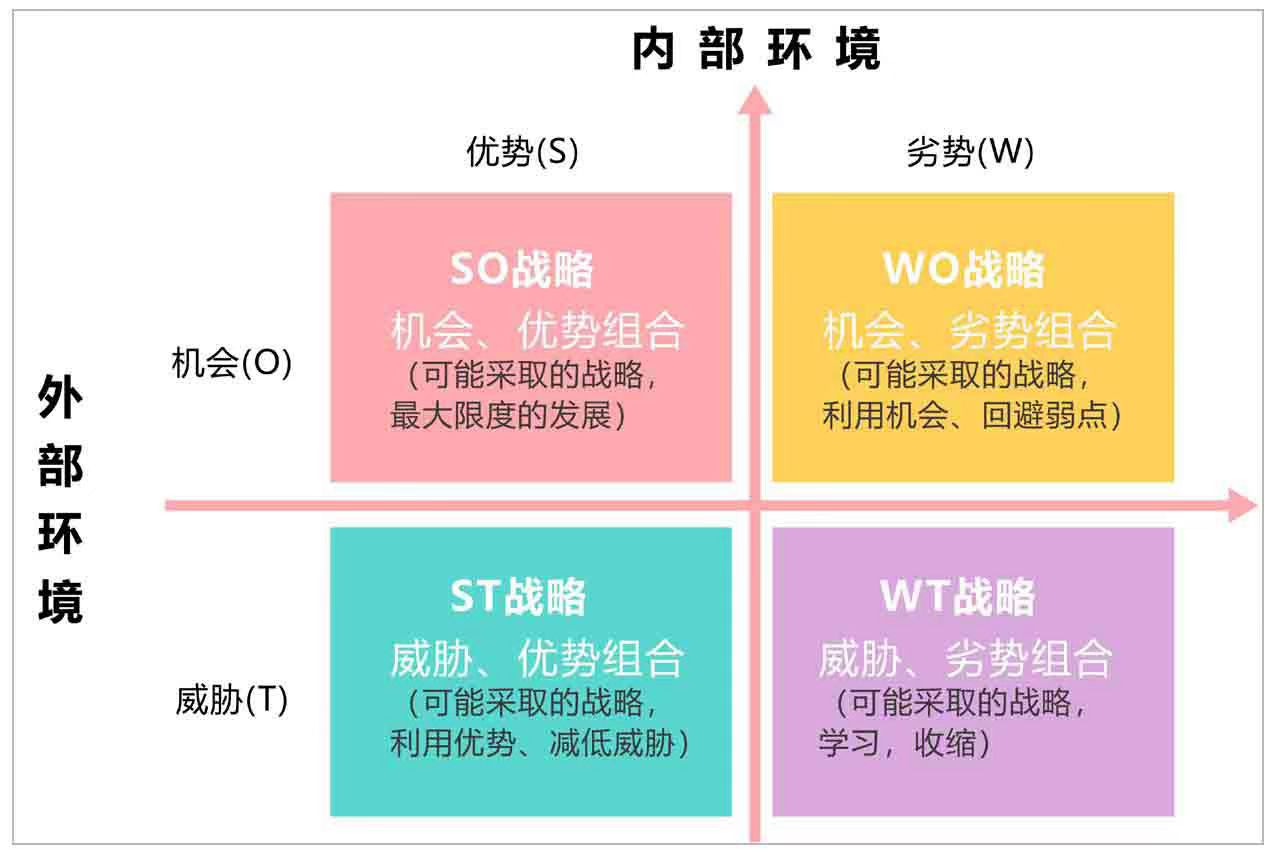 内部环境
优势(S)
劣势(W)
外部环境
机会(O)
SO战略
机会、优势组合
（可能采取的战略，
最大限度的发展）
WO战略
机会、劣势组合
（可能采取的战略，
利用机会、回避弱点）
威胁(T)
ST战略
威胁、优势组合
（可能采取的战略，
利用优势、减低威胁）
WT战略
威胁、劣势组合
（可能采取的战略，
学习，收缩）